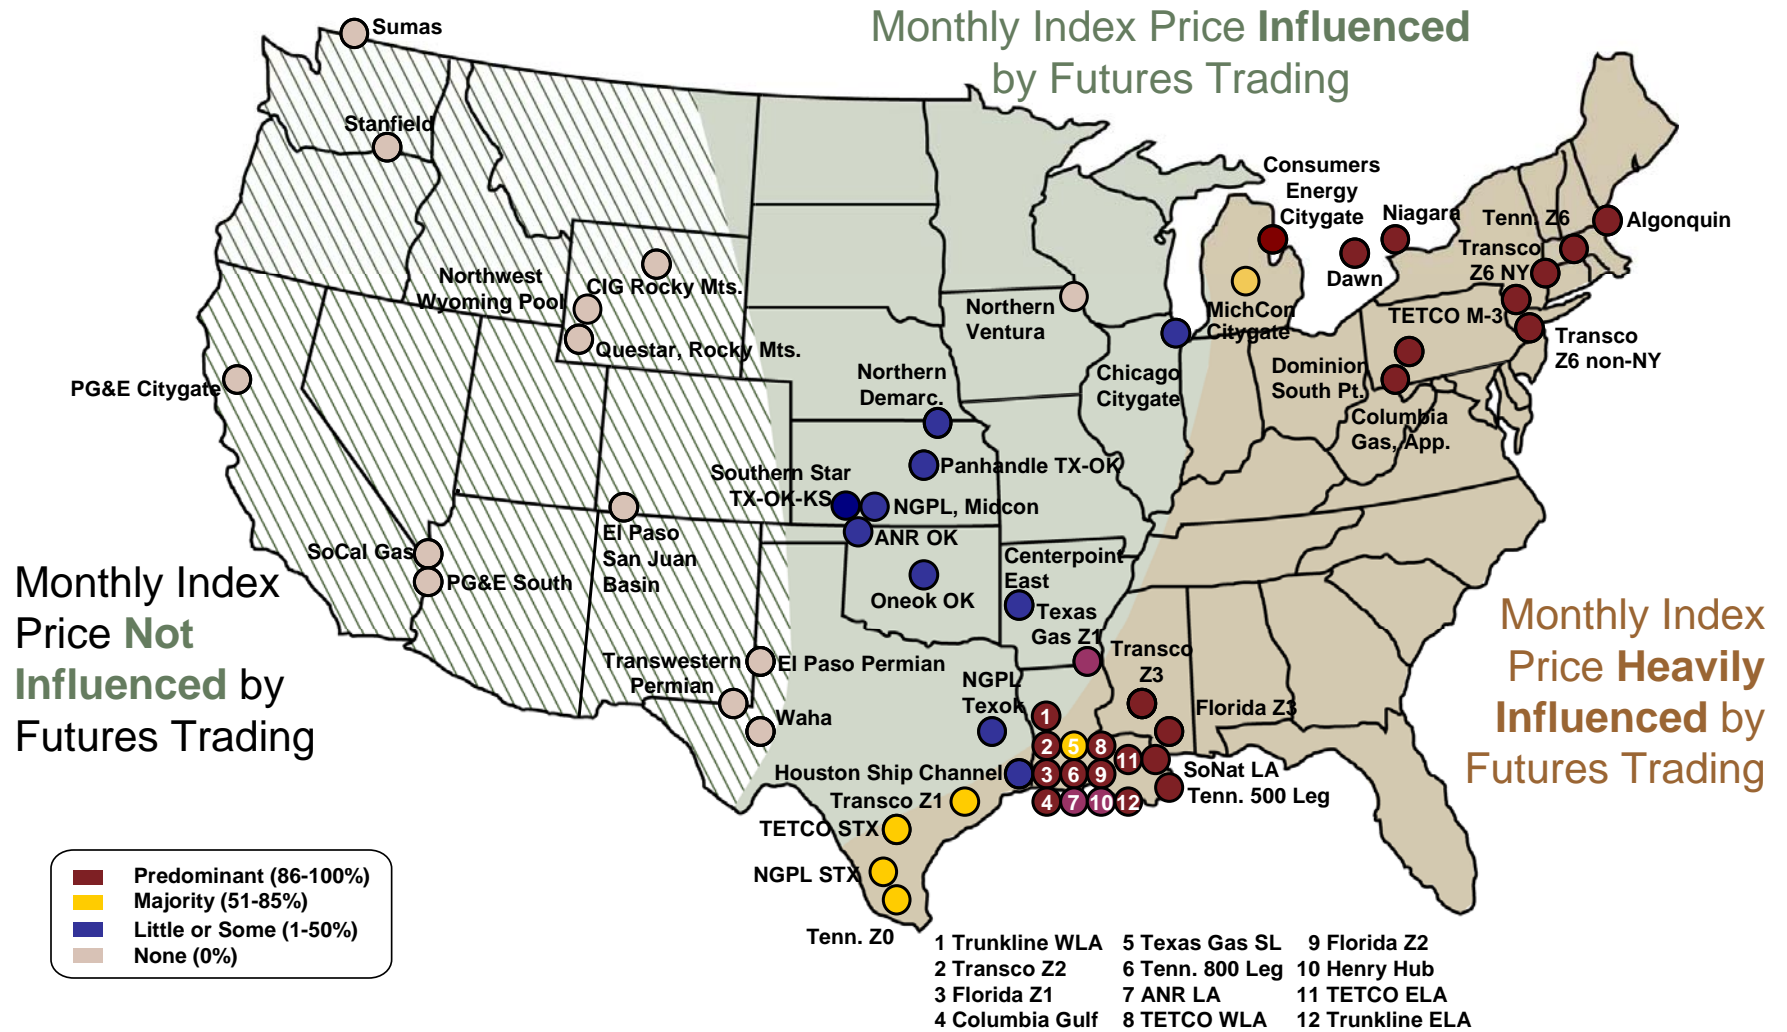 Monthly Index Price Influenced
by Futures Trading
Sumas
Stanfield
Consumers
Energy
Citygate
Niagara
Tenn. Z6
Algonquin
Transco
Z6 NY
Dawn
Northwest
Wyoming Pool
CIG Rocky Mts.
Northern
Ventura
MichCon
Citygate
TETCO M-3
Transco
Z6 non-NY
Questar, Rocky Mts.
PG&E Citygate
Northern
Demarc.
Chicago
Citygate
Dominion
South Pt.
Columbia
Gas, App.
Southern Star
TX-OK-KS
Panhandle TX-OK
NGPL, Midcon
ANR OK
El Paso
San Juan
Basin
SoCal Gas
PG&E South
Centerpoint
East
Oneok OK
Texas
Gas Z1
Monthly Index
Price Not
Influenced by
Futures Trading
Monthly Index
Price Heavily
Influenced by
Futures Trading
Transwestern
Permian
El Paso Permian
NGPL
Texok
Transco
Z3
Florida Z3
Waha
1
2 5 8
11
3 6 9
4 7 10 12
Houston Ship Channel
SoNat LA
Tenn. 500 Leg
Transco Z1
TETCO STX
NGPL STX
Tenn. Z0
Predominant (86-100%)
Majority (51-85%)
Little or Some (1-50%)
None (0%)
1 Trunkline WLA 5 Texas Gas SL 9 Florida Z2
2 Transco Z2 6 Tenn. 800 Leg 10 Henry Hub
3 Florida Z1 7 ANR LA 11 TETCO ELA
4 Columbia Gulf 8 TETCO WLA 12 Trunkline ELA